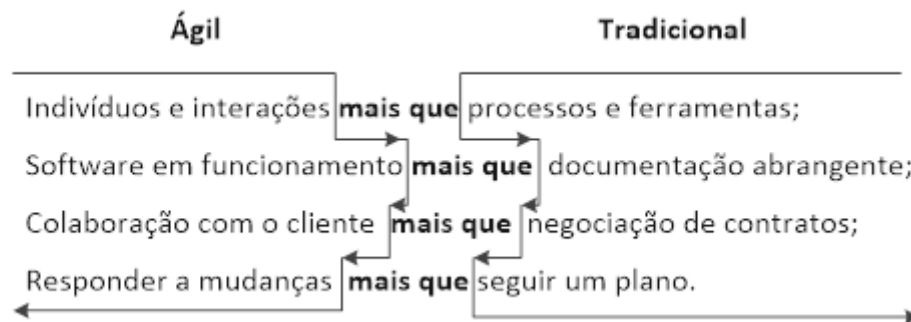 Ágil Tradicional
Indivíduos e interações mais que processos e ferramentas;
Software em funcionamento mais que documentação abrangente;
Colaboração com o cliente mais que negociação de contratos;
Responder a mudanças mais que seguir um plano.